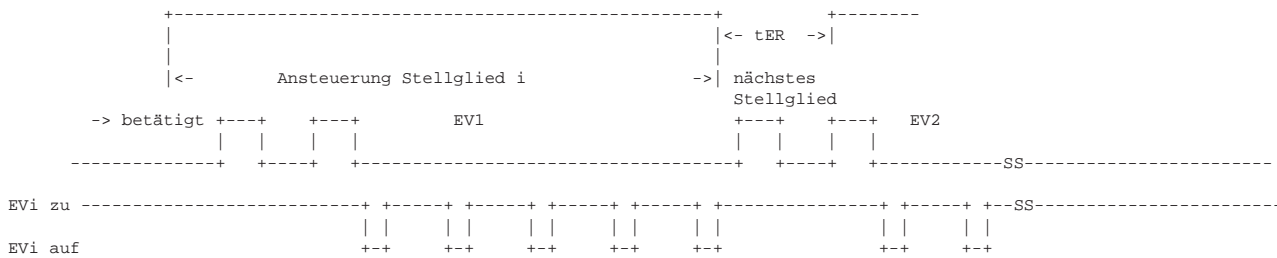 |<- tER ->|
|<- Ansteuerung Stellglied i ->| nächstes
Stellglied
-> betätigt EV1 EV2
SS
EVi zu SS
EVi auf